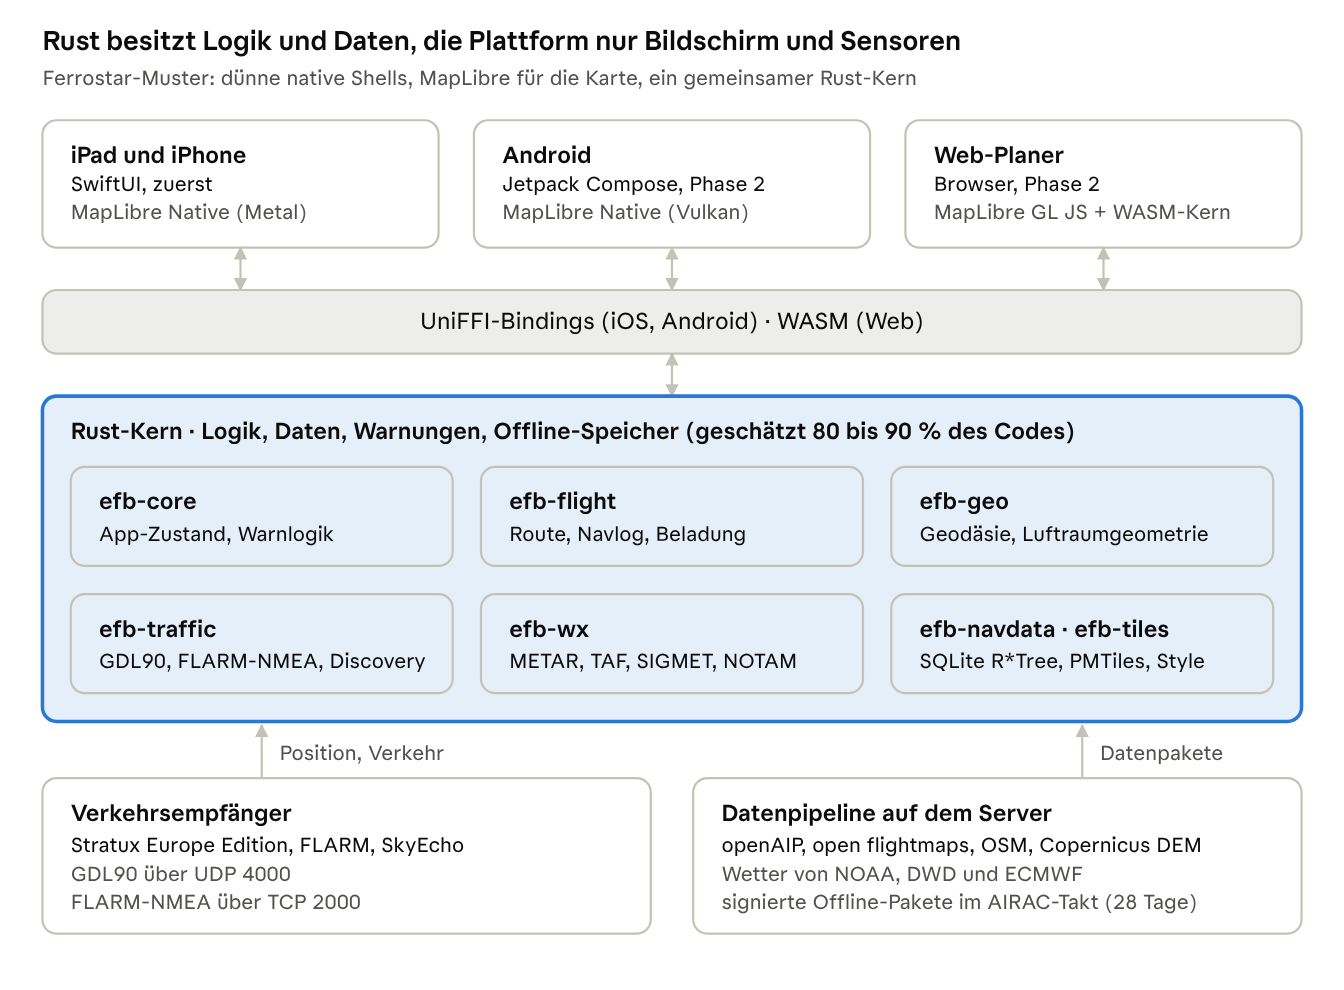 Rust besitzt Logik und Daten, die Plattform nur Bildschirm und Sensoren
Ferrostar-Muster: dünne native Shells, MapLibre für die Karte, ein gemeinsamer Rust-Kern
iPad und iPhone
SwiftUI, zuerst
MapLibre Native (Metal)
Android
Jetpack Compose, Phase 2
MapLibre Native (Vulkan)
Web-Planer
Browser, Phase 2
MapLibre GL JS + WASM-Kern
UniFFI-Bindings (iOS, Android) · WASM (Web)
Rust-Kern · Logik, Daten, Warnungen, Offline-Speicher (geschätzt 80 bis 90 % des Codes)
efb-core
App-Zustand, Warnlogik
efb-flight
Route, Navlog, Beladung
efb-geo
Geodäsie, Luftraumgeometrie
efb-traffic
GDL90, FLARM-NMEA, Discovery
efb-wx
METAR, TAF, SIGMET, NOTAM
efb-navdata · efb-tiles
SQLite R*Tree, PMTiles, Style
Position, Verkehr
Datenpakete
Verkehrsempfänger
Stratux Europe Edition, FLARM, SkyEcho
GDL90 über UDP 4000
FLARM-NMEA über TCP 2000
Datenpipeline auf dem Server
openAIP, open flightmaps, OSM, Copernicus DEM
Wetter von NOAA, DWD und ECMWF
signierte Offline-Pakete im AIRAC-Takt (28 Tage)